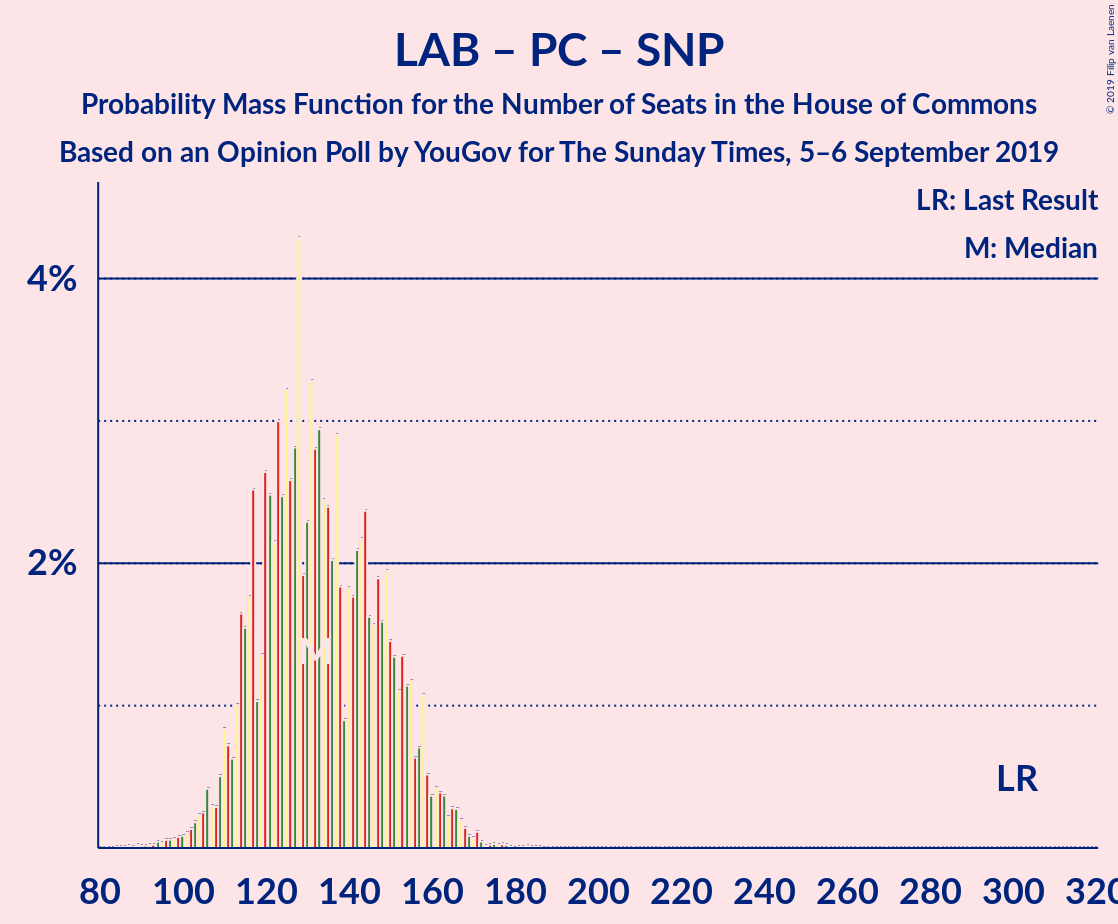 LAB – PC – SNP
Probability Mass Function for the Number of Seats in the House of Commons
Based on an Opinion Poll by YouGov for The Sunday Times, 5–6 September 2019
© 2019 Filip van Laenen
LR: Last Result
M: Median
4%
2%
M
LR
80 100 120 140 160 180 200 220 240 260 280 300 320